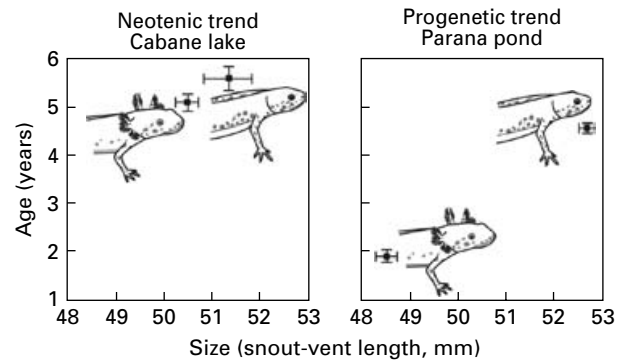 Neotenic trend
Cabane lake
Progenetic trend
Parana pond
Age (years)
6
5
4
3
2
1
48 49 50 51 52 53
48 49 50 51 52 53
Size (snout-vent length, mm)